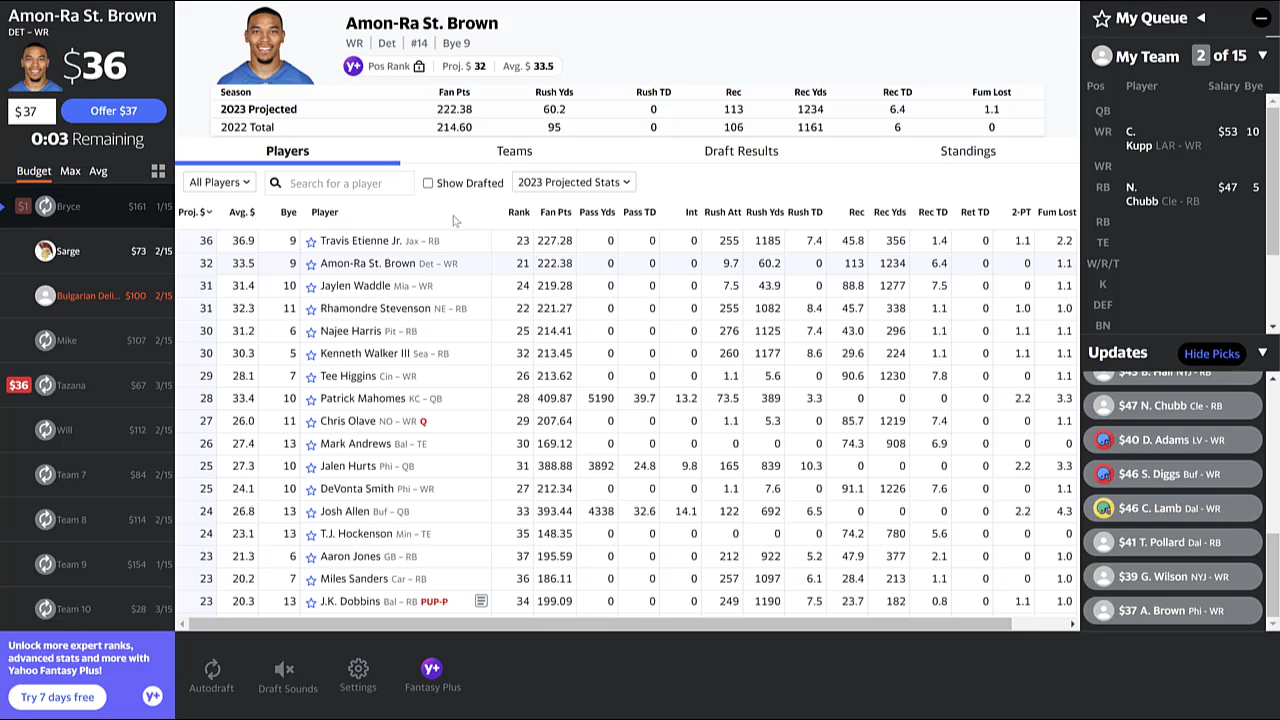 Amon-Ra St. Brown
DET – WR
$36
$ 37
Offer $37
0:03 Remaining
Budget Max Avg
$1 Bryce $161 1/15
Sarge $73 2/15
Bulgarian Deli... $100 2/15
Mike $107 2/15
$36 Tazana $67 3/15
Will $112 2/15
Team 7 $84 2/15
Team 8 $114 2/15
Team 9 $154 1/15
Team 10 $28 3/15
Unlock more expert ranks,
advanced stats and more with
Yahoo Fantasy Plus!
Try 7 days free
y+
Amon-Ra St. Brown
WR | Det | #14 | Bye 9
y+ Pos Rank Proj. $ 32 Avg. $ 33.5
Season Fan Pts Rush Yds Rush TD Rec Rec Yds Rec TD Fum Lost
2023 Projected 222.38 60.2 0 113 1234 6.4 1.1
2022 Total 214.60 95 0 106 1161 6 0
Players Teams Draft Results Standings
All Players Search for a player Show Drafted 2023 Projected Stats
Proj. $ Avg. $ Bye Player Rank Fan Pts Pass Yds Pass TD Int Rush Att Rush Yds Rush TD Rec Rec Yds Rec TD Ret TD 2-PT Fum Lost
36 36.9 9 Travis Etienne Jr. Jax – RB 23 227.28 0 0 0 255 1185 7.4 45.8 356 1.4 0 1.1 2.2
32 33.5 9 Amon-Ra St. Brown Det – WR 21 222.38 0 0 0 9.7 60.2 0 113 1234 6.4 0 0 1.1
31 31.4 10 Jaylen Waddle Mia – WR 24 219.28 0 0 0 7.5 43.9 0 88.8 1277 7.5 0 0 1.1
31 32.3 11 Rhamondre Stevenson NE – RB 22 221.27 0 0 0 255 1082 8.4 45.7 338 1.1 0 1.0 1.0
30 31.2 6 Najee Harris Pit – RB 25 214.41 0 0 0 276 1125 7.4 43.0 296 1.1 0 1.1 1.1
30 30.3 5 Kenneth Walker III Sea – RB 32 213.45 0 0 0 260 1177 8.6 29.6 224 1.1 0 1.1 1.1
29 28.1 7 Tee Higgins Cin – WR 26 213.62 0 0 0 1.1 5.6 0 90.6 1230 7.8 0 0 1.1
28 33.4 10 Patrick Mahomes KC – QB 28 409.87 5190 39.7 13.2 73.5 389 3.3 0 0 0 0 2.2 3.3
27 26.0 11 Chris Olave NO – WR Q 29 207.64 0 0 0 1.1 5.3 0 85.7 1219 7.4 0 0 1.1
26 27.4 13 Mark Andrews Bal – TE 30 169.12 0 0 0 0 0 0 74.3 908 6.9 0 0 0
25 27.3 10 Jalen Hurts Phi – QB 31 388.88 3892 24.8 9.8 165 839 10.3 0 0 0 0 2.2 3.3
25 24.1 10 DeVonta Smith Phi – WR 27 212.34 0 0 0 1.1 7.6 0 91.1 1226 7.6 0 0 1.1
24 26.8 13 Josh Allen Buf – QB 33 393.44 4338 32.6 14.1 122 692 6.5 0 0 0 0 2.2 4.3
24 23.1 13 T.J. Hockenson Min – TE 35 148.35 0 0 0 0 0 0 74.2 780 5.6 0 0 0
23 21.3 6 Aaron Jones GB – RB 37 195.59 0 0 0 212 922 5.2 47.9 377 2.1 0 0 1.0
23 20.2 7 Miles Sanders Car – RB 36 186.11 0 0 0 257 1097 6.1 28.4 213 1.1 0 0 1.0
23 20.3 13 J.K. Dobbins Bal – RB PUP-P 34 199.09 0 0 0 249 1190 7.5 23.7 182 0.8 0 1.1 1.0
Autodraft Draft Sounds Settings y+ Fantasy Plus
My Queue
My Team 2 of 15
Pos Player Salary Bye
QB
WR C. Kupp LAR - WR $53 10
WR
RB N. Chubb Cle - RB $47 5
RB
TE
W/R/T
K
DEF
BN
Updates Hide Picks
$43 B. Hall NYJ - RB
$47 N. Chubb Cle - RB
$40 D. Adams LV - WR
$46 S. Diggs Buf - WR
$46 C. Lamb Dal - WR
$41 T. Pollard Dal - RB
$39 G. Wilson NYJ - WR
$37 A. Brown Phi - WR